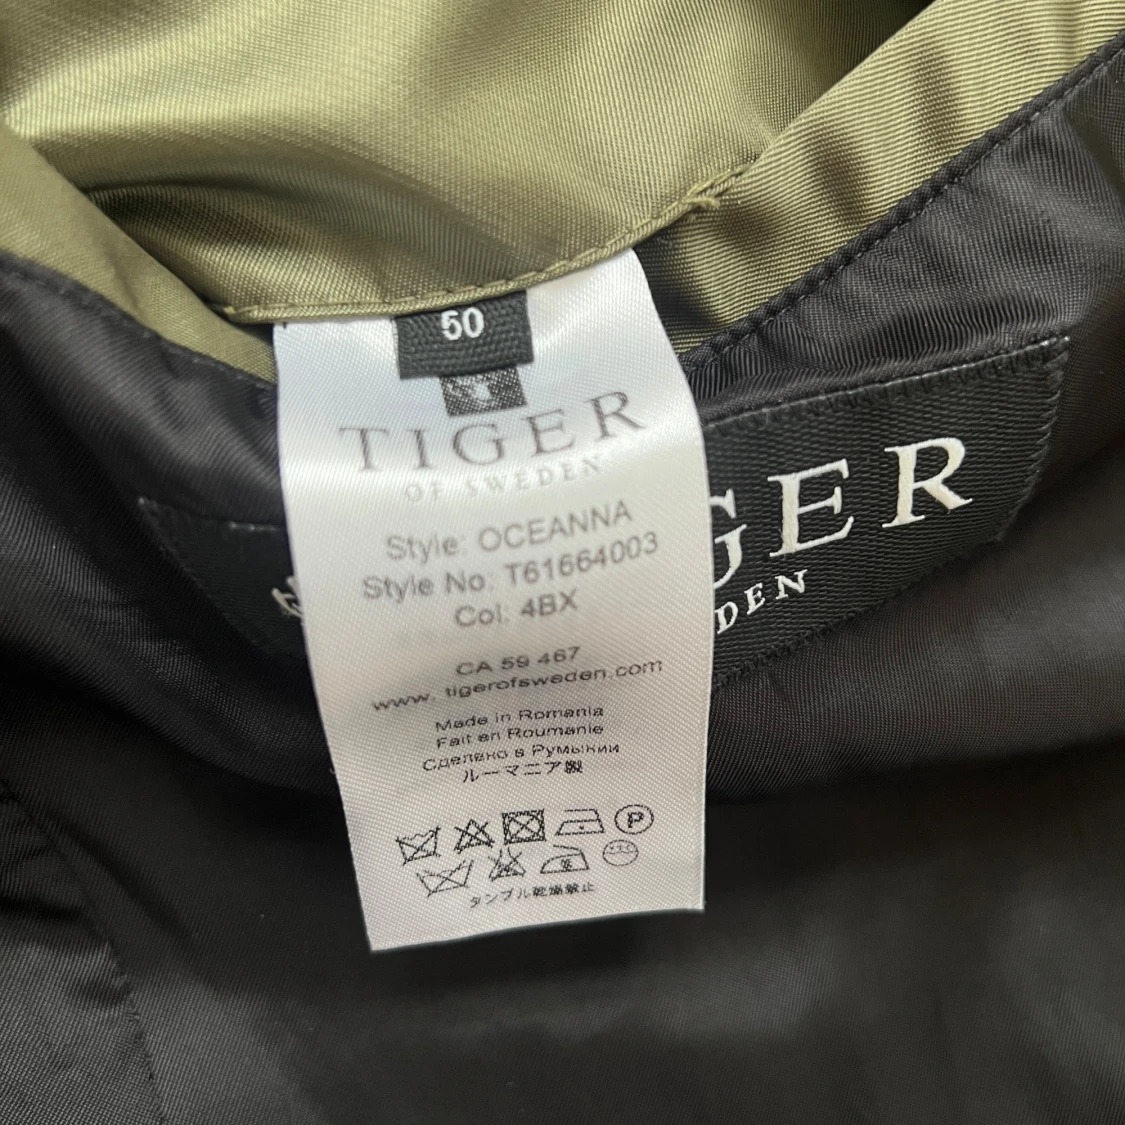 50
TIGER
OF SWEDEN
Style: OCEANNA
Style No: T61664003
Col: 4BX
CA 59 467
www. tigerofsweden.com
Made in Romania
Fait en Roumanie
Сделано в Румынии
ルーマニア製
P
タンブル乾燥禁止
GER
DEN